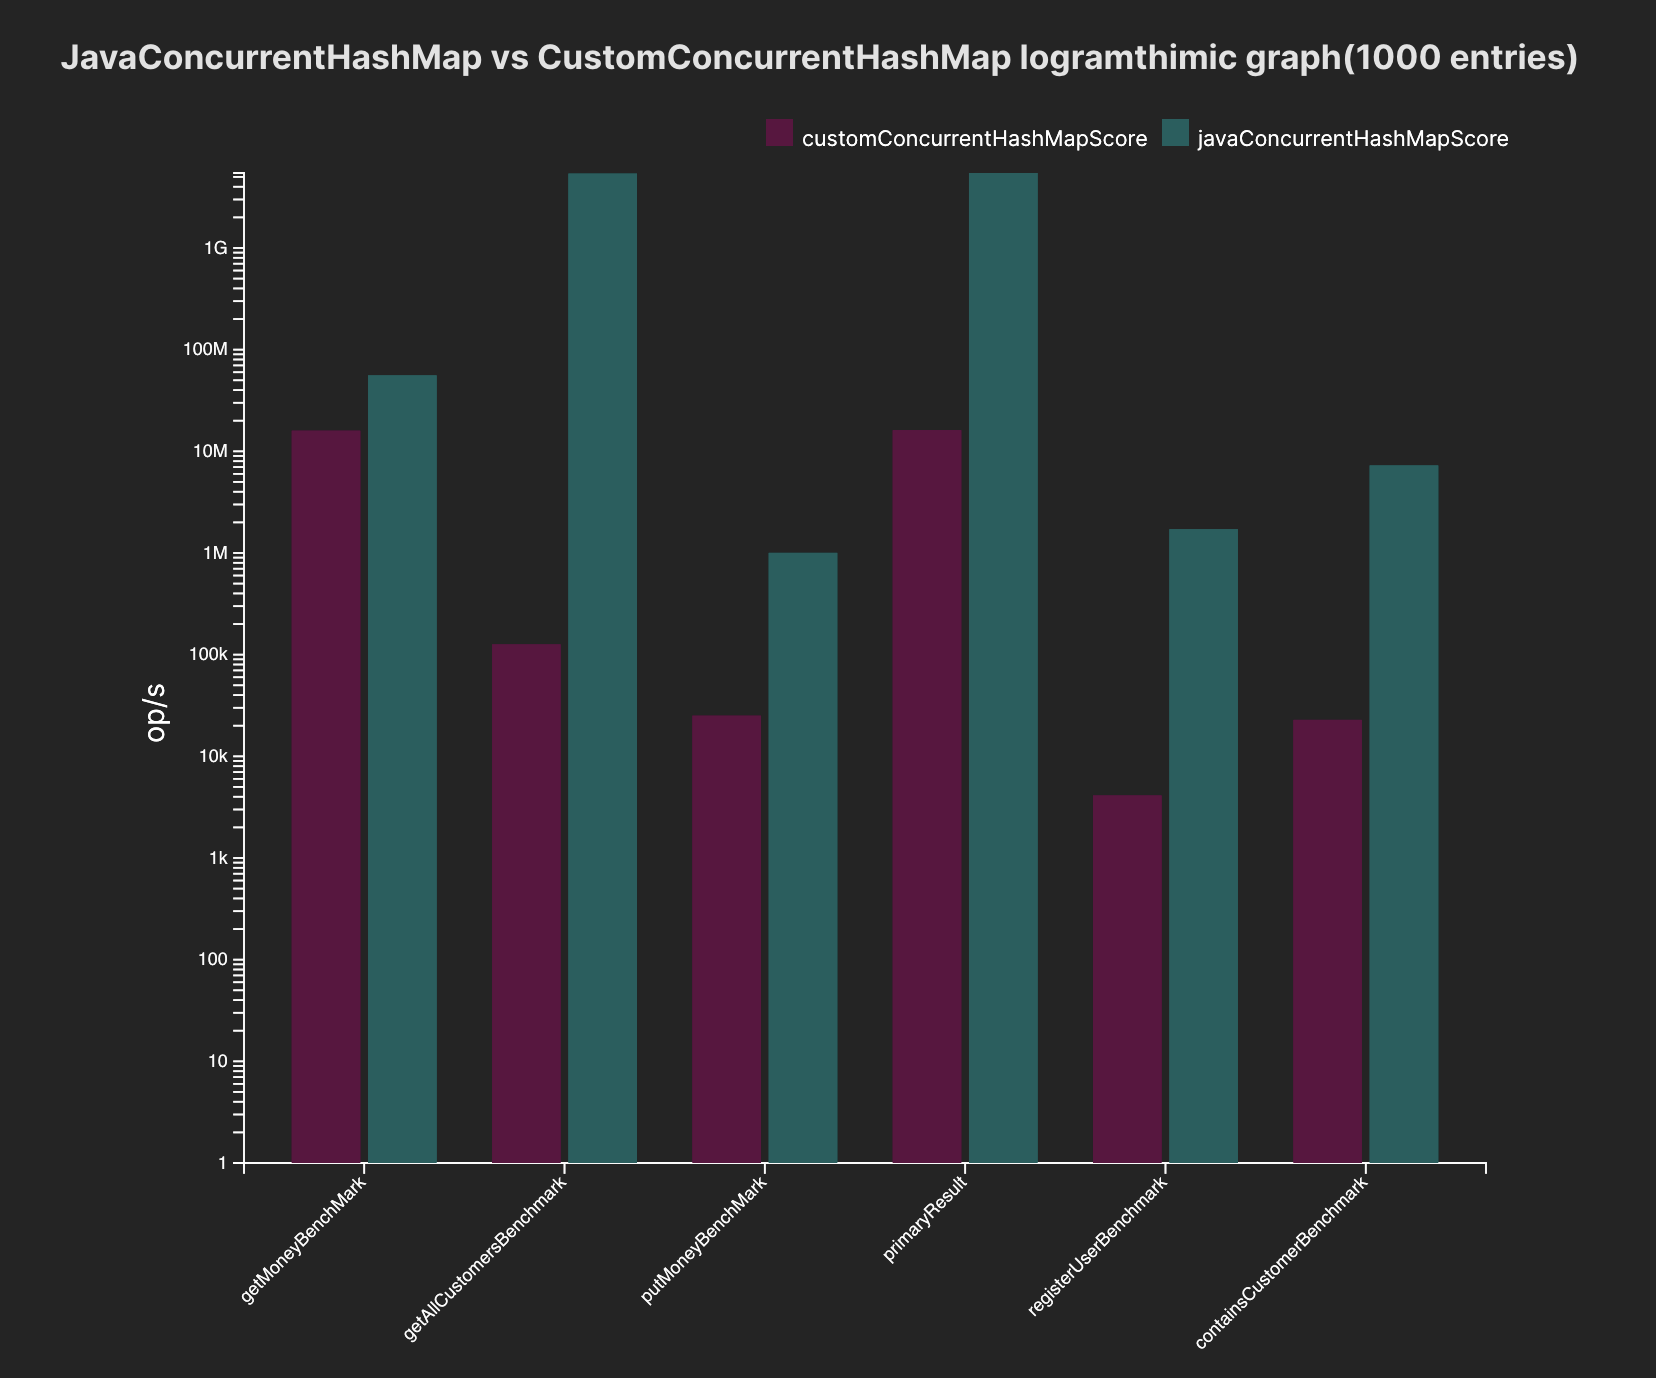 JavaConcurrentHashMap vs CustomConcurrentHashMap logramthimic graph(1000 entries)
customConcurrentHashMapScore javaConcurrentHashMapScore
1G
100M
10M
1M
100k
10k
1k
100
10
1
op/s
getMoneyBenchMark
getAllCustomersBenchmark
putMoneyBenchMark
primaryResult
registerUserBenchmark
containsCustomerBenchmark